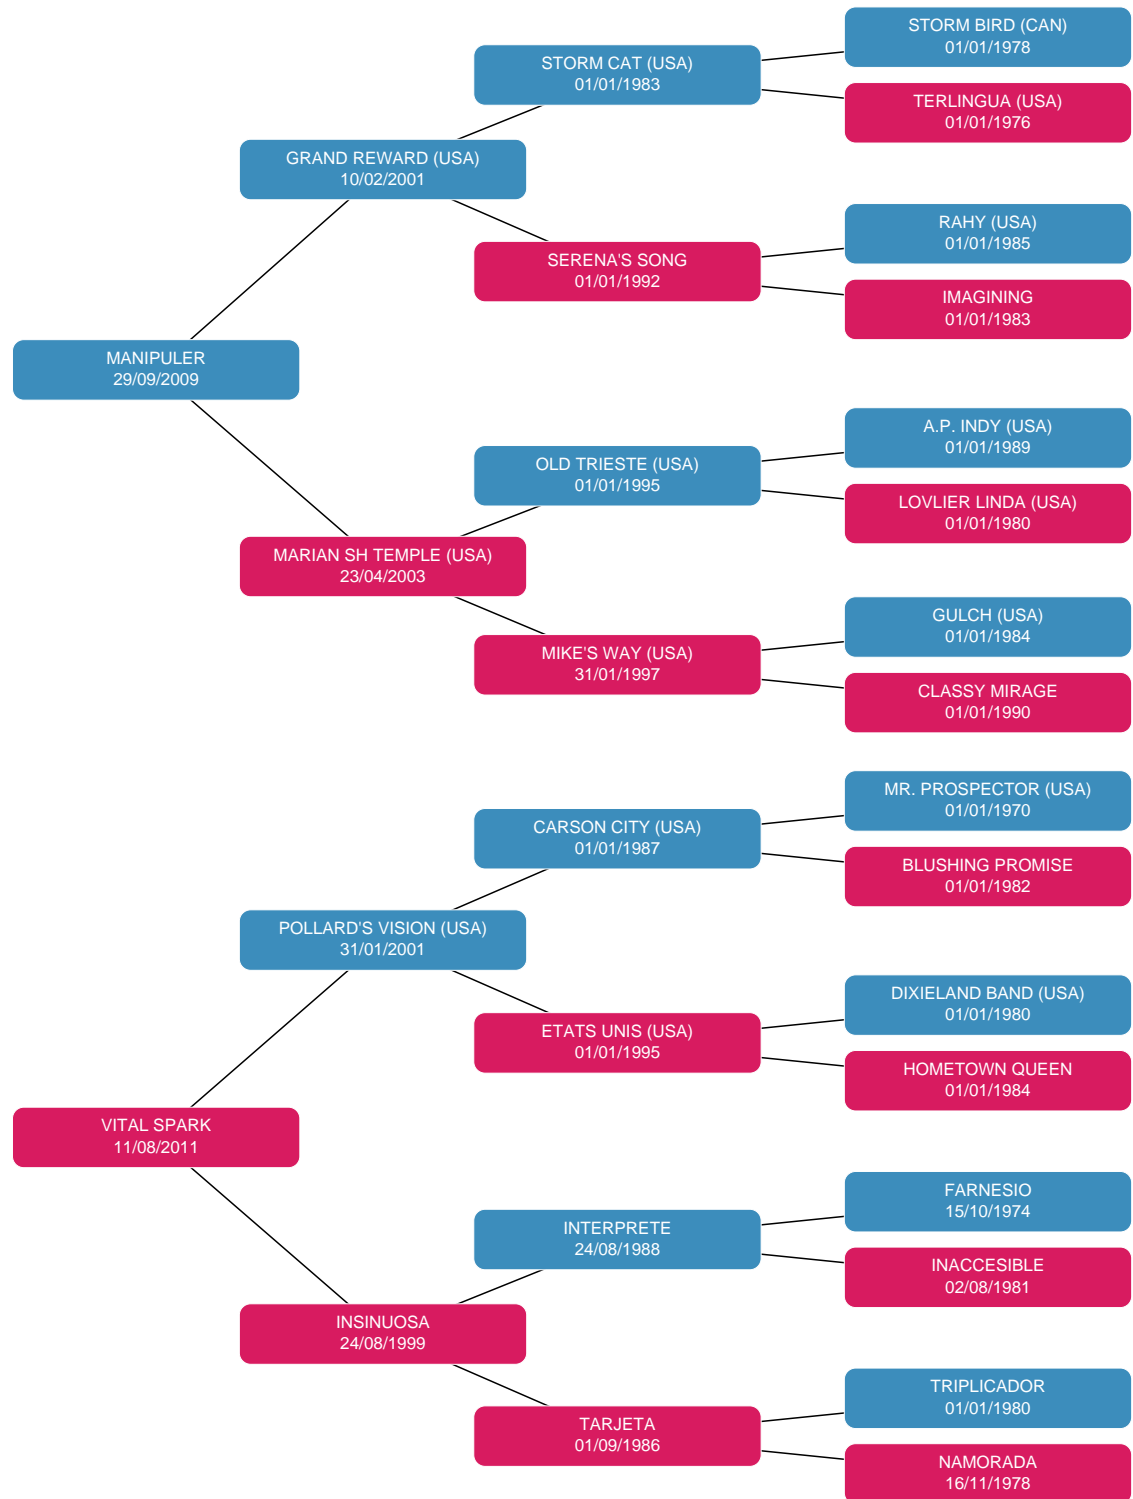 STORM BIRD (CAN)
01/01/1978
STORM CAT (USA)
01/01/1983
TERLINGUA (USA)
01/01/1976
GRAND REWARD (USA)
10/02/2001
RAHY (USA)
01/01/1985
SERENA'S SONG
01/01/1992
IMAGINING
01/01/1983
MANIPULER
29/09/2009
A.P. INDY (USA)
01/01/1989
OLD TRIESTE (USA)
01/01/1995
LOVLIER LINDA (USA)
01/01/1980
MARIAN SH TEMPLE (USA)
23/04/2003
GULCH (USA)
01/01/1984
MIKE'S WAY (USA)
31/01/1997
CLASSY MIRAGE
01/01/1990
MR. PROSPECTOR (USA)
01/01/1970
CARSON CITY (USA)
01/01/1987
BLUSHING PROMISE
01/01/1982
POLLARD'S VISION (USA)
31/01/2001
DIXIELAND BAND (USA)
01/01/1980
ETATS UNIS (USA)
01/01/1995
HOMETOWN QUEEN
01/01/1984
VITAL SPARK
11/08/2011
FARNESIO
15/10/1974
INTERPRETE
24/08/1988
INACCESIBLE
02/08/1981
INSINUOSA
24/08/1999
TRIPLICADOR
01/01/1980
TARJETA
01/09/1986
NAMORADA
16/11/1978